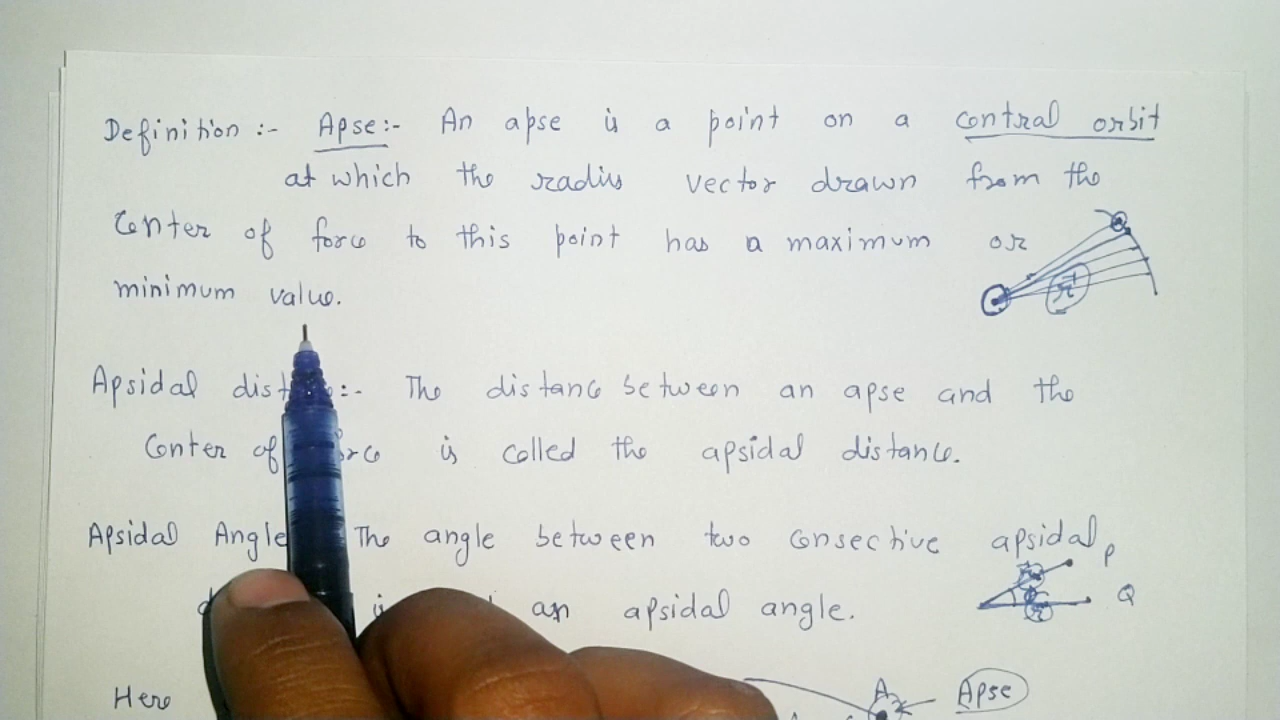 Definition :- Apse:- An apse is a point on a central orbit
at which the radius vector drawn from the
Center of force to this point has a maximum or
minimum value.
r
Apsidal :- The distance between an apse and the
Center of is called the apsidal distance.
Apsidal Angle The angle between two consective apsidal
P
Q
is an apsidal angle.
Here A Apse